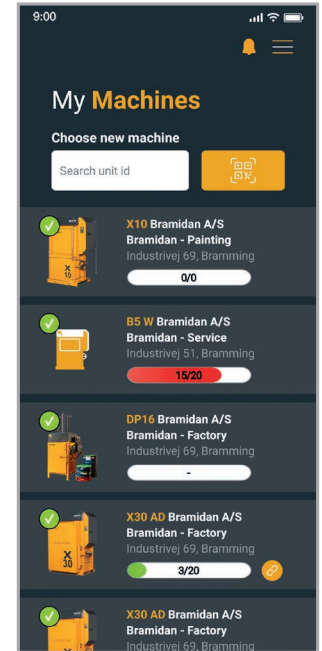 9:00
My Machines
Choose new machine
Search unit id
X10 Bramidan A/S
Bramidan - Painting
Industrivej 69, Bramming
0/0
X
10
B5 W Bramidan A/S
Bramidan - Service
Industrivej 51, Bramming
15/20
DP16 Bramidan A/S
Bramidan - Factory
Industrivej 69, Bramming
-
X30 AD Bramidan A/S
Bramidan - Factory
Industrivej 69, Bramming
3/20
X
30
X30 AD Bramidan A/S
Bramidan - Factory
Industrivej 69, Bramming
X